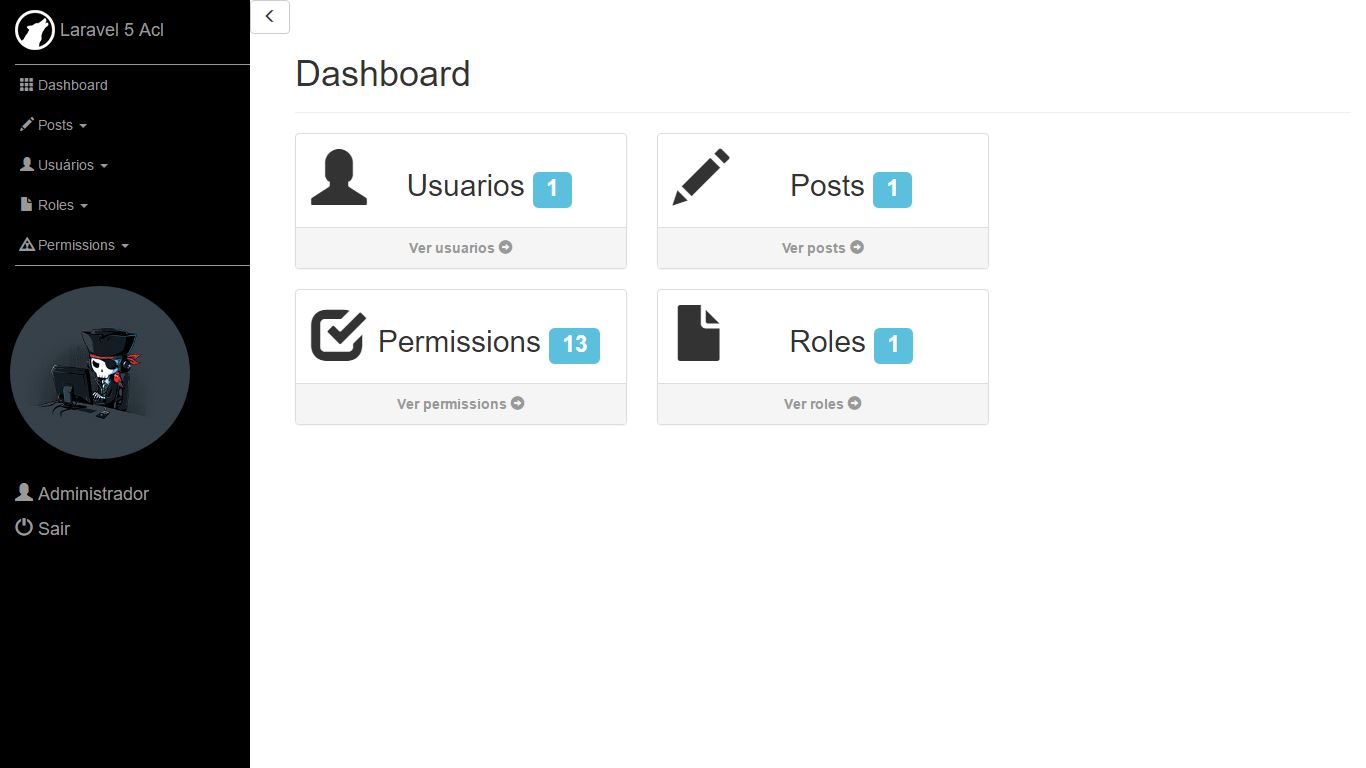 Laravel 5 Acl
Dashboard
Posts
Usuários
Roles
Permissions
Administrador
Sair
Dashboard
Usuarios 1
Ver usuarios
Posts 1
Ver posts
Permissions 13
Ver permissions
Roles 1
Ver roles